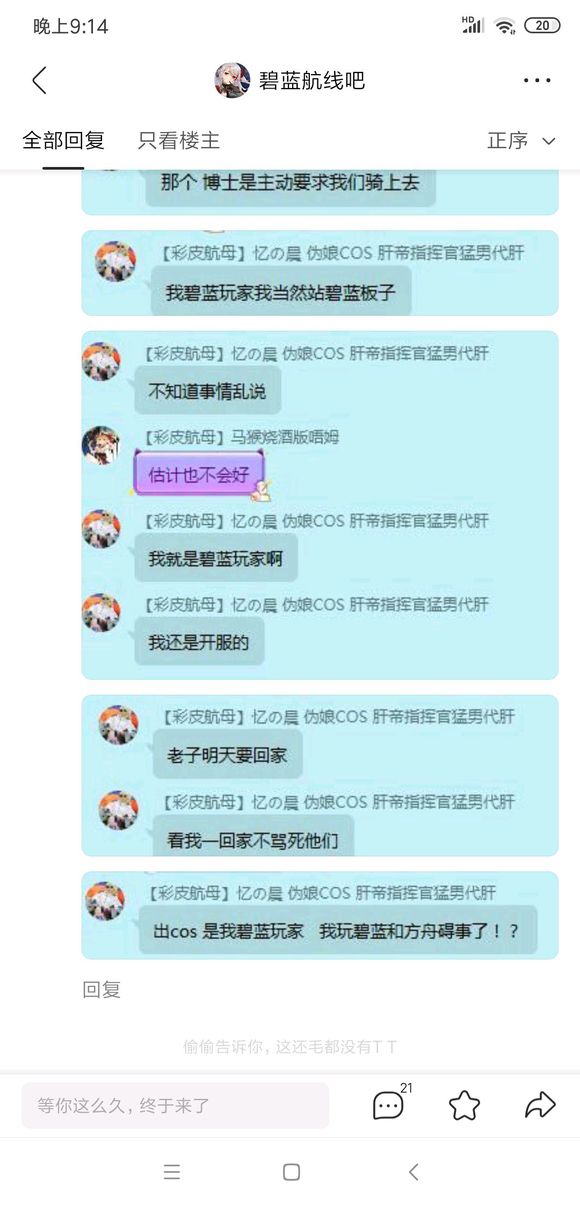 晚上9:14
HD
20
碧蓝航线吧
全部回复 只看楼主 正序
那个 博士是主动要求我们骑上去
【彩皮航母】忆の晨 伪娘COS 肝帝指挥官猛男代肝
我碧蓝玩家我当然站碧蓝板子
【彩皮航母】忆の晨 伪娘COS 肝帝指挥官猛男代肝
不知道事情乱说
【彩皮航母】马猴烧酒版唔姆
估计也不会好
【彩皮航母】忆の晨 伪娘COS 肝帝指挥官猛男代肝
我就是碧蓝玩家啊
【彩皮航母】忆の晨 伪娘COS 肝帝指挥官猛男代肝
我还是开服的
【彩皮航母】忆の晨 伪娘COS 肝帝指挥官猛男代肝
老子明天要回家
【彩皮航母】忆の晨 伪娘COS 肝帝指挥官猛男代肝
看我一回家不骂死他们
【彩皮航母】忆の晨 伪娘COS 肝帝指挥官猛男代肝
出cos 是我碧蓝玩家 我玩碧蓝和方舟碍事了！？
回复
偷偷告诉你，这还毛都没有T T
等你这么久，终于来了
21